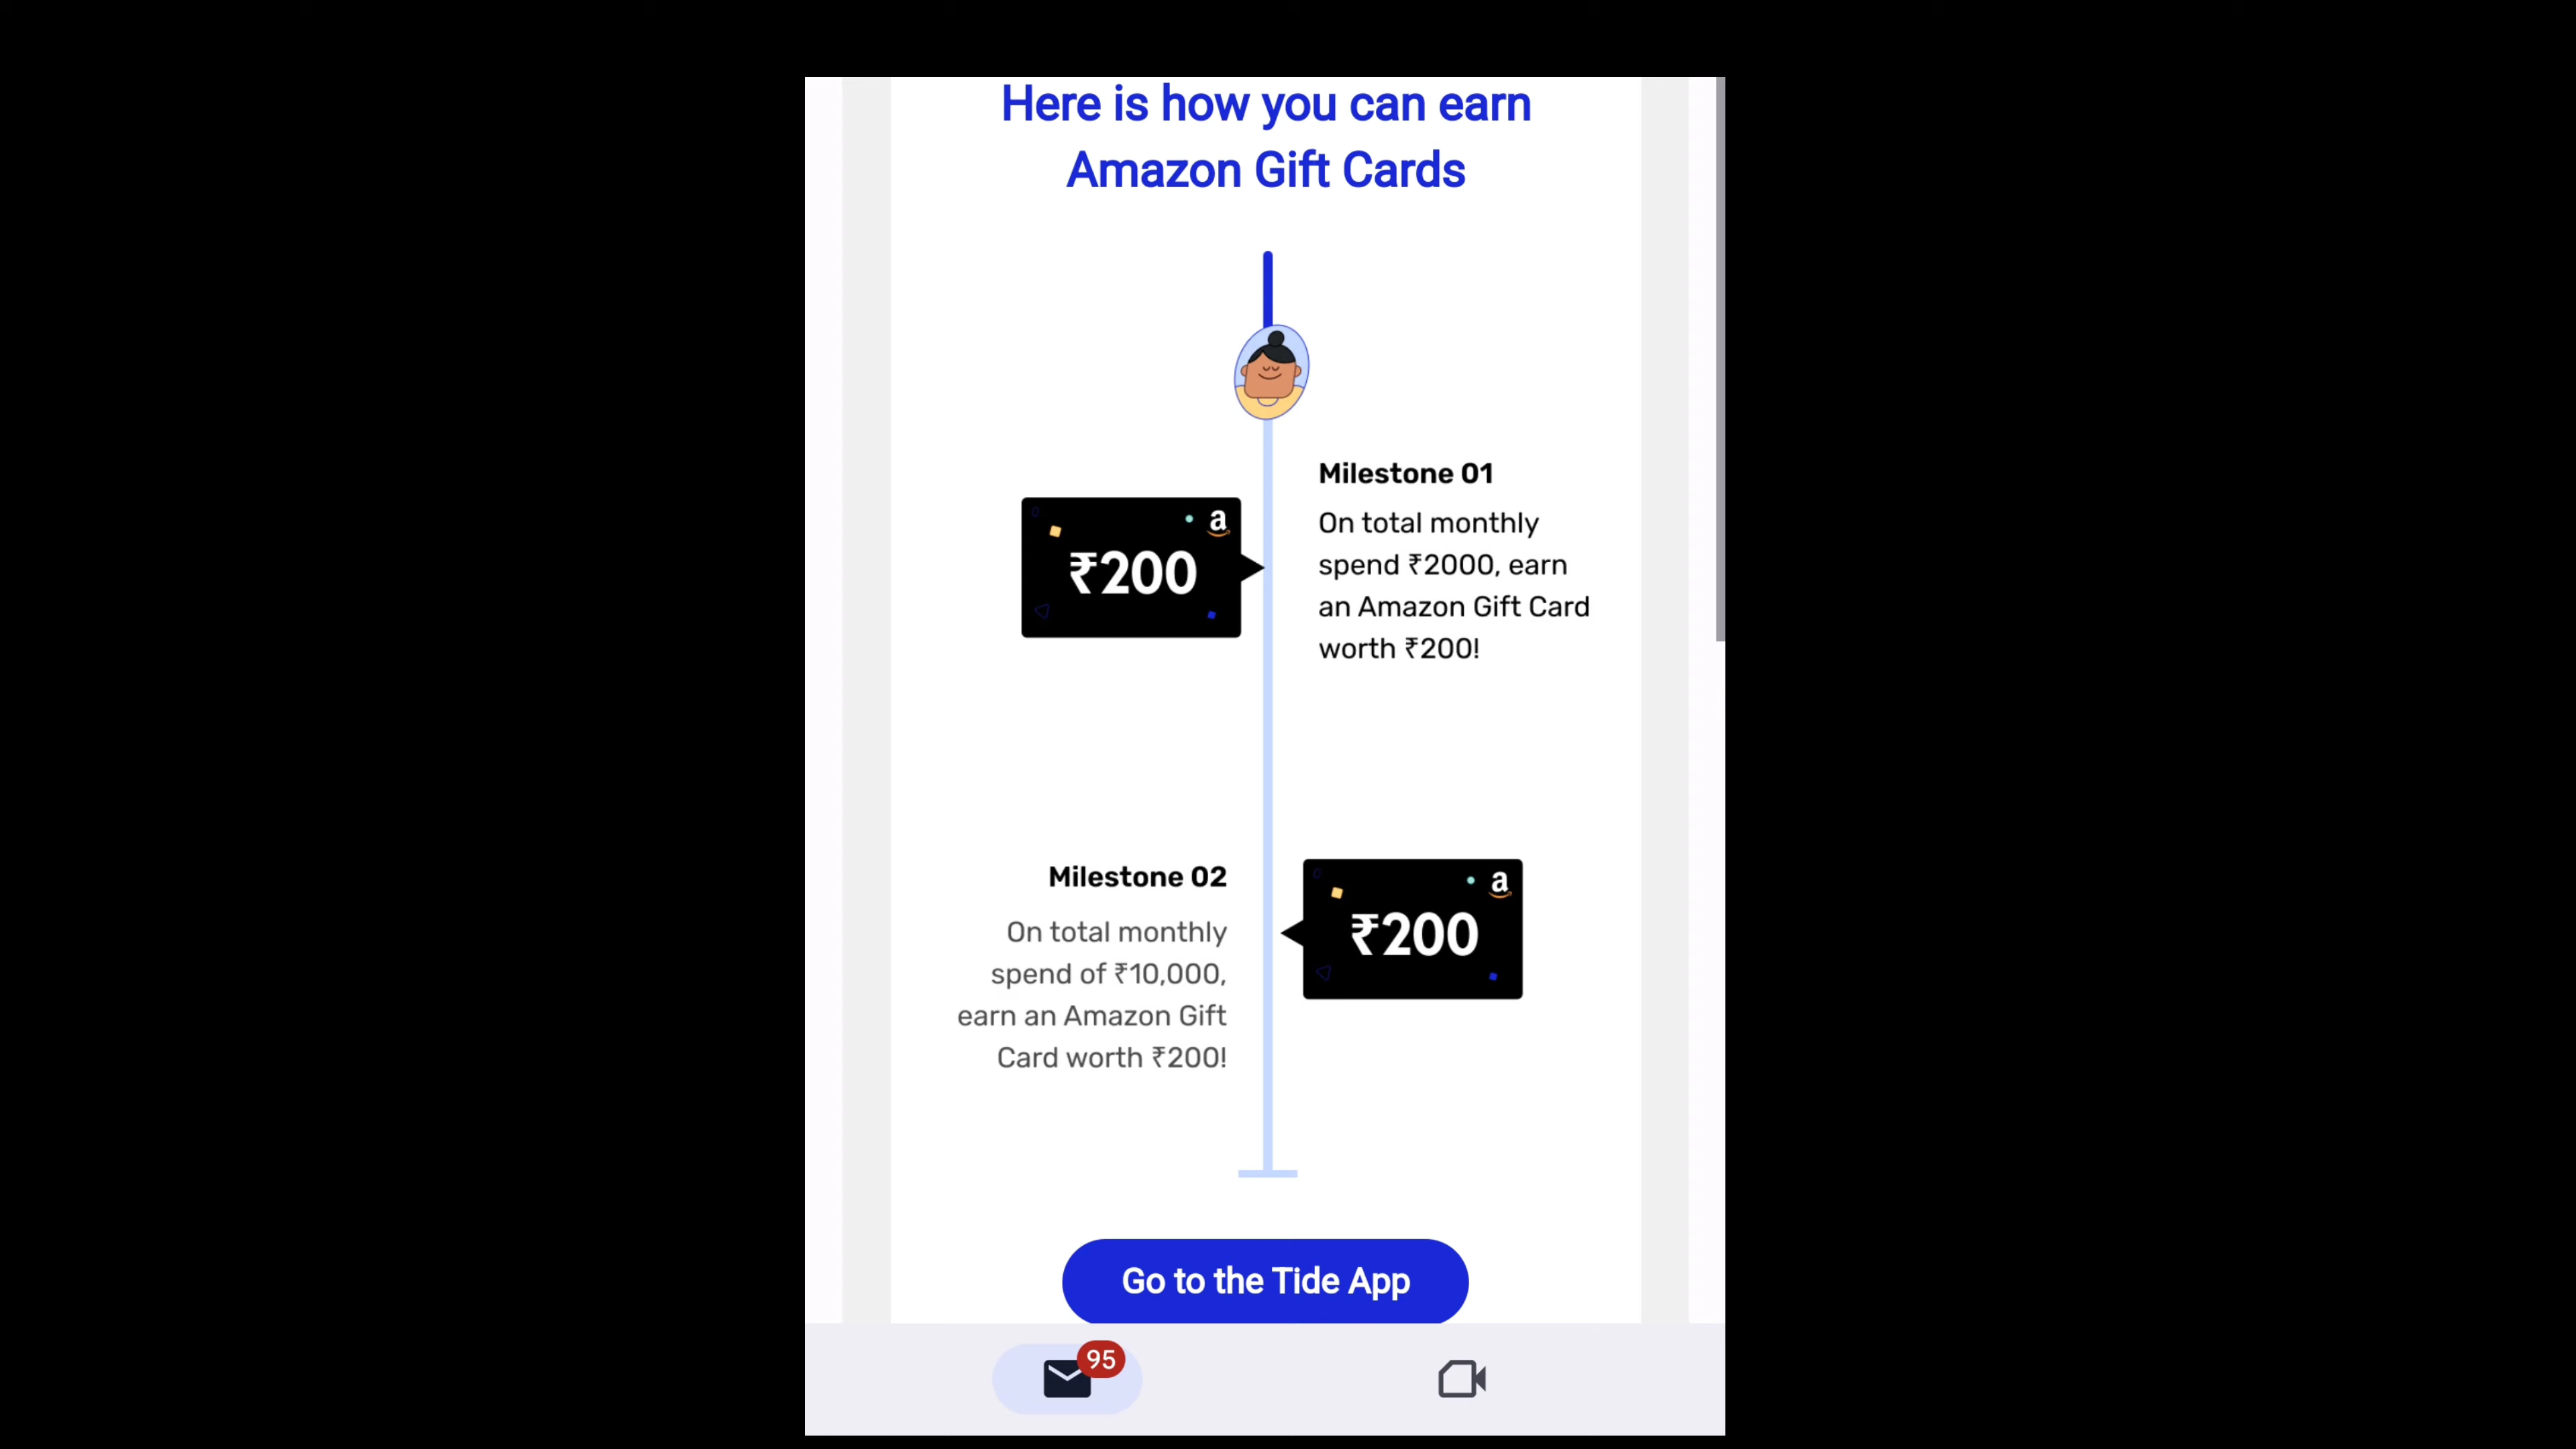 Here is how you can earn
Amazon Gift Cards
Milestone 01
On total monthly
spend ₹2000, earn
an Amazon Gift Card
worth ₹200!
a
₹200
Milestone 02
On total monthly
spend of ₹10,000,
earn an Amazon Gift
Card worth ₹200!
a
₹200
Go to the Tide App
95